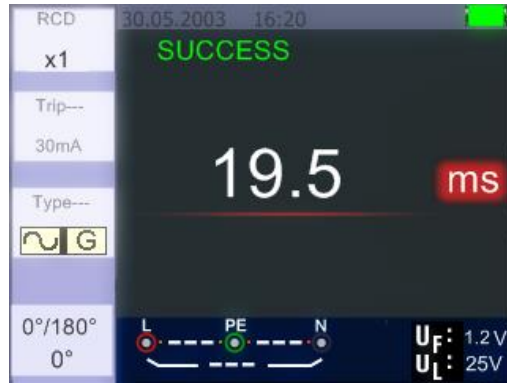 RCD
30.05.2003 16:20
x1
SUCCESS
Trip---
30mA
19.5
ms
Type---
G
0°/180°
0°
L PE N
UF: 1.2V
UL: 25V